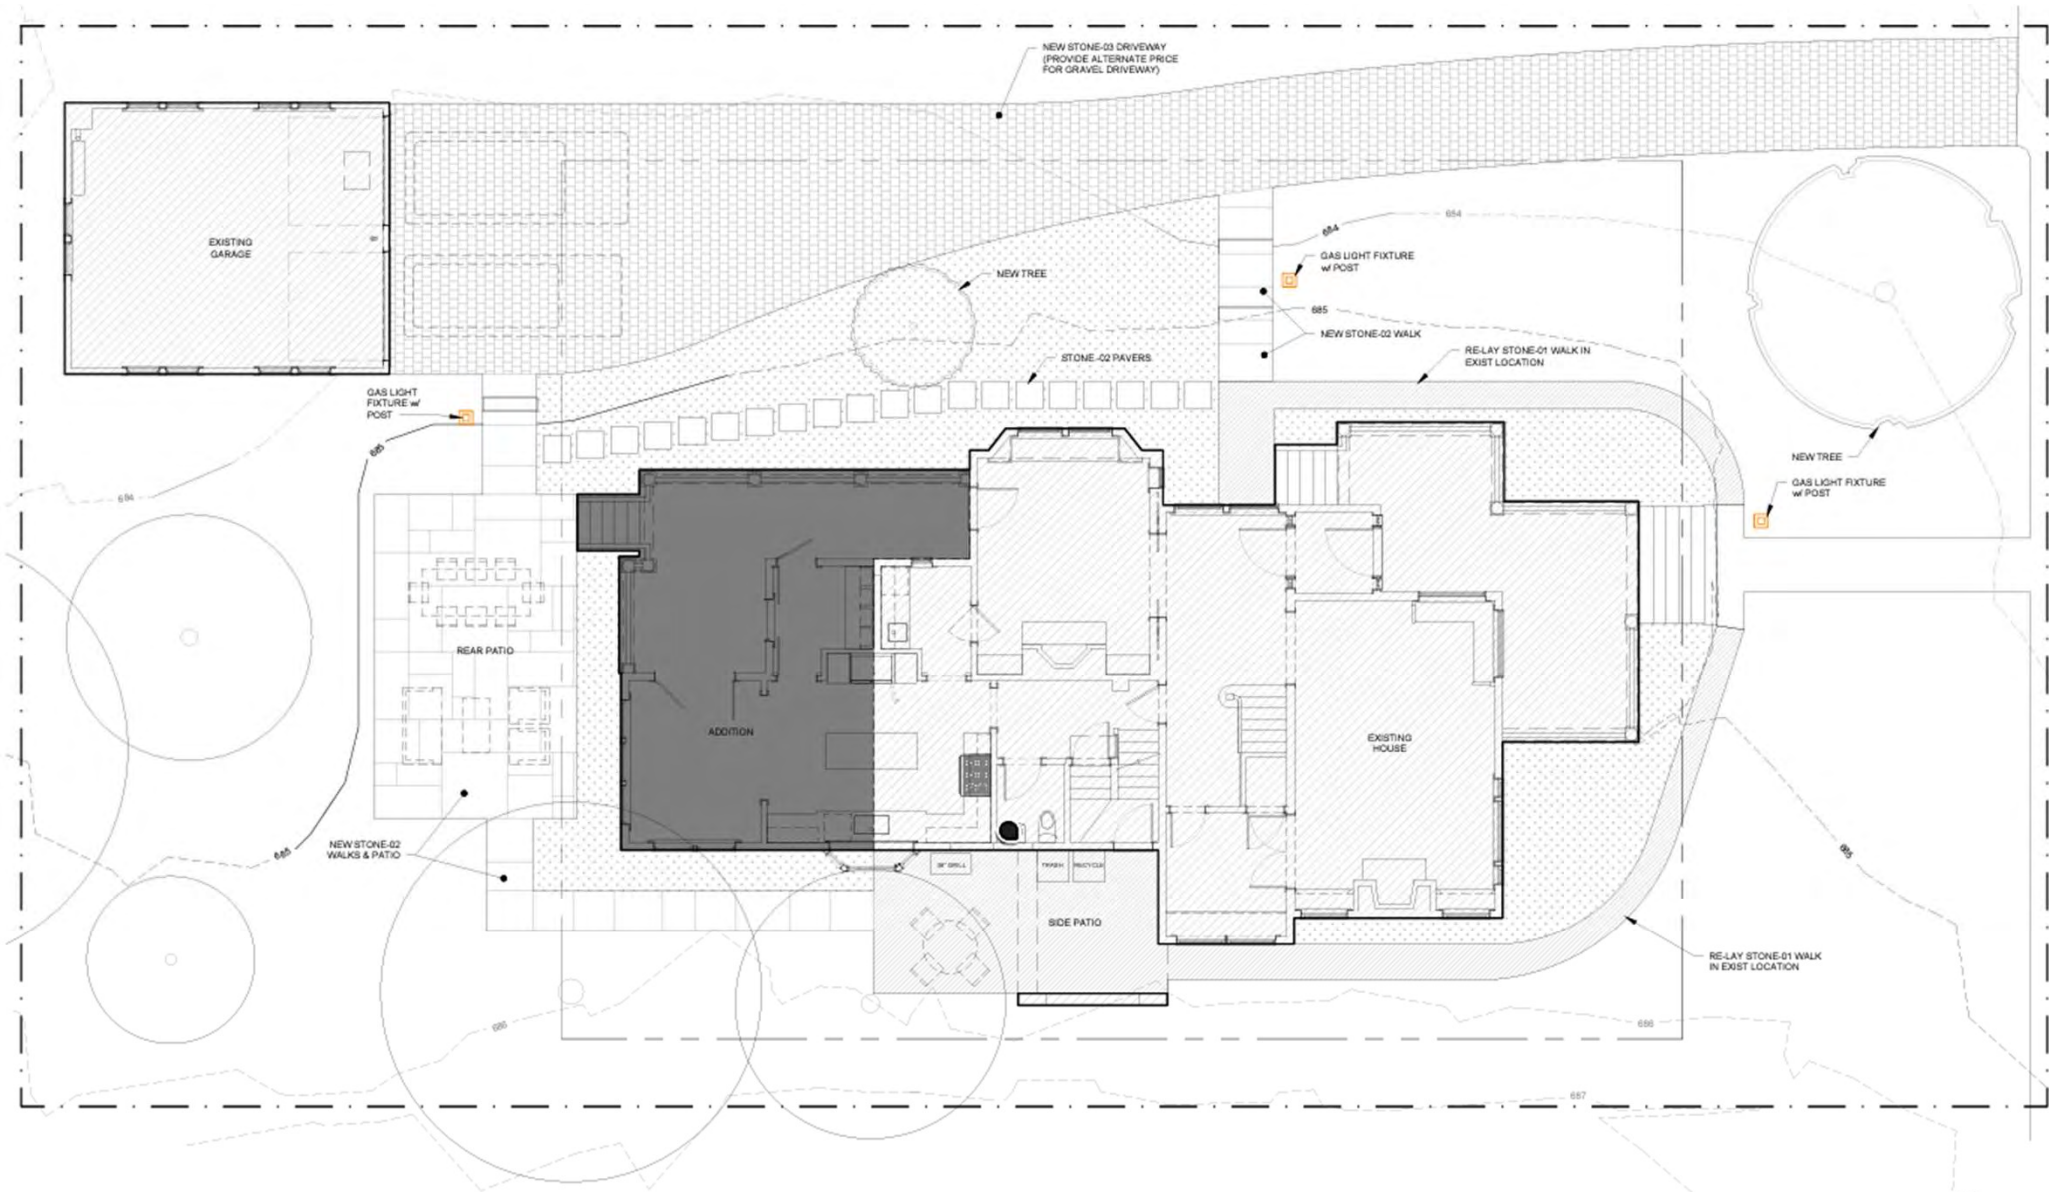 NEW STONE-03 DRIVEWAY
(PROVIDE ALTERNATE PRICE
FOR GRAVEL DRIVEWAY)
EXISTING
GARAGE
684
684
GAS LIGHT FIXTURE
w/ POST
NEW TREE
685
NEW STONE-02 WALK
RE-LAY STONE-01 WALK IN
EXIST LOCATION
STONE-02 PAVERS
GAS LIGHT
FIXTURE w/
POST
685
NEW TREE
GAS LIGHT FIXTURE
w/ POST
684
REAR PATIO
ADDITION
EXISTING
HOUSE
NEW STONE-02
WALKS & PATIO
685
685
36" GRILL
TRASH
RECYCLE
SIDE PATIO
RE-LAY STONE-01 WALK
IN EXIST LOCATION
686
686
687